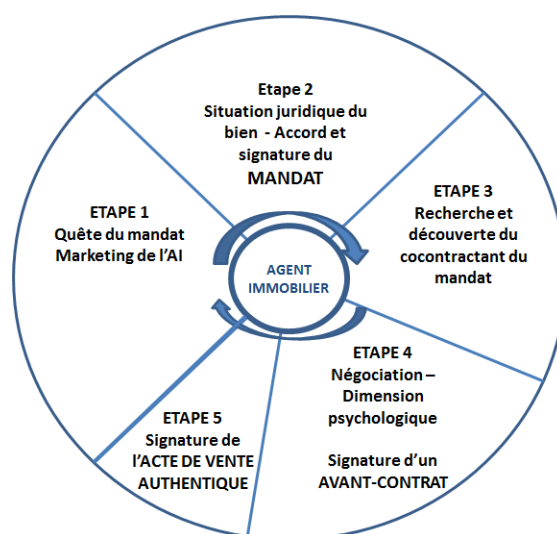 Etape 2
Situation juridique du
bien - Accord et
signature du
MANDAT
ETAPE 1
Quête du mandat
Marketing de l'AI
ETAPE 3
Recherche et
découverte du
cocontractant du
mandat
AGENT
IMMOBILIER
ETAPE 4
Négociation –
Dimension
psychologique
Signature d'un
AVANT-CONTRAT
ETAPE 5
Signature de
l'ACTE DE VENTE
AUTHENTIQUE